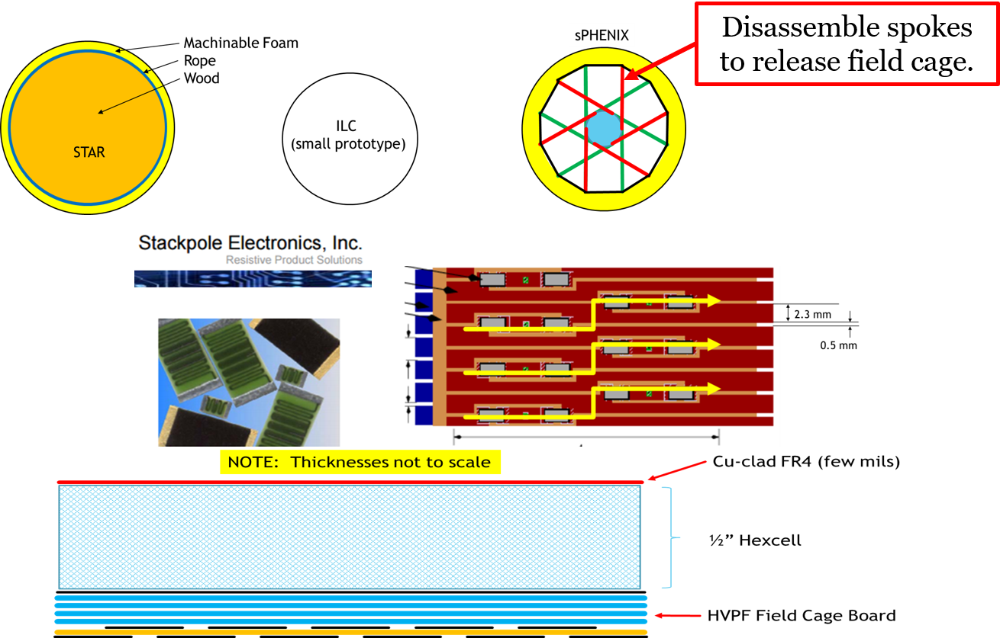 Machinable Foam
Rope
Wood
STAR
ILC
(small prototype)
sPHENIX
Disassemble spokes
to release field cage.
Stackpole Electronics, Inc.
Resistive Product Solutions
2.3 mm
0.5 mm
NOTE: Thicknesses not to scale
Cu-clad FR4 (few mils)
½” Hexcell
HVPF Field Cage Board